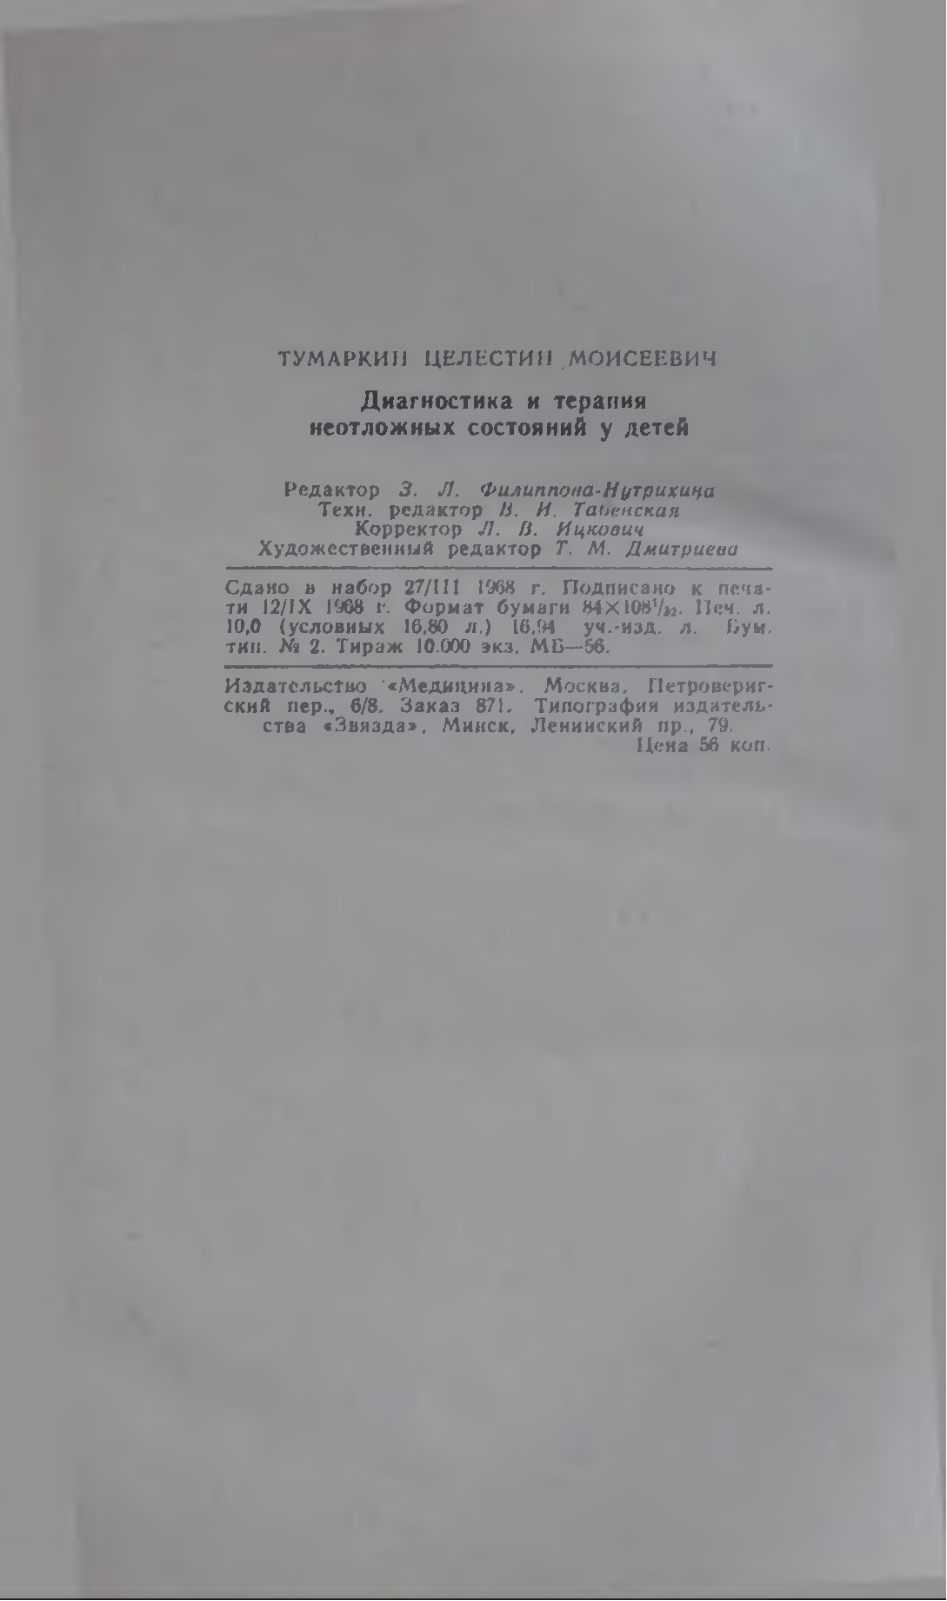 ТУМАРКИН ЦЕЛЕСТИН МОИСЕЕВИЧ
Диагностика и терапия
неотложных состояний у детей
Редактор З. Л. Филиппова-Нутрихина
Техн. редактор В. И. Табенская
Корректор Л. В. Ицкович
Художественный редактор Т. М. Дмитриева
Сдано в набор 27/III 1968 г. Подписано к печа-
ти 12/IX 1968 г. Формат бумаги 84×108¹/₃₂. Печ. л.
10,0 (условных 16,80 л.) 16,94 уч.-изд. л. Бум.
тип. № 2. Тираж 10.000 экз. МБ—56.
Издательство «Медицина». Москва, Петровериг-
ский пер., 6/8. Заказ 871. Типография издатель-
ства «Звязда», Минск, Ленинский пр., 79.
Цена 56 коп.